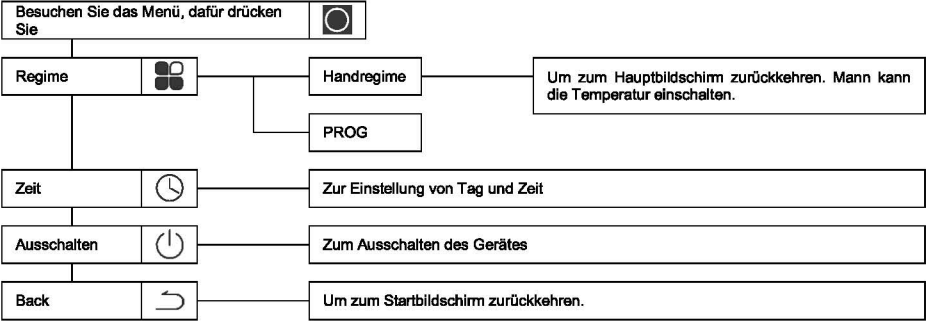 Besuchen Sie das Menü, dafür drücken
Sie
Regime
Handregime
Um zum Hauptbildschirm zurückkehren. Mann kann
die Temperatur einschalten.
PROG
Zeit
Zur Einstellung von Tag und Zeit
Ausschalten
Zum Ausschalten des Gerätes
Back
Um zum Startbildschirm zurückkehren.